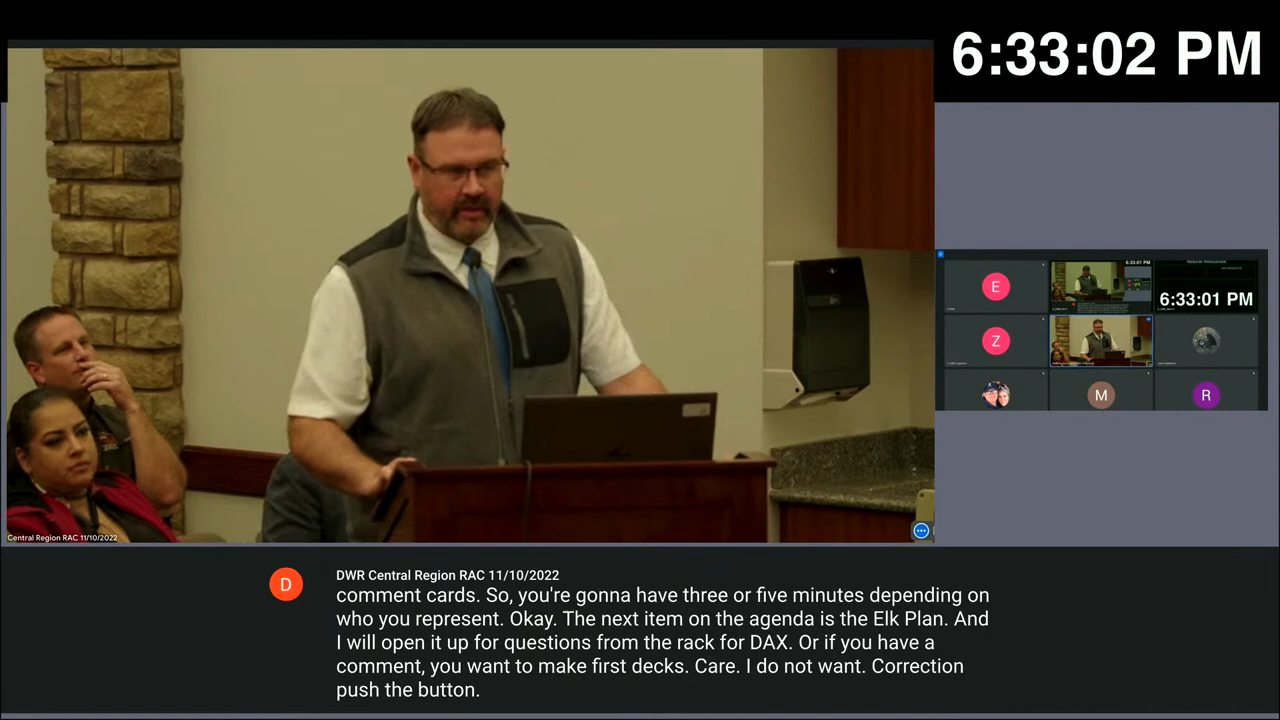 6:33:02 PM
6:33:01 PM
6:33:01 PM
E
Z
M
R
Central Region RAC 11/10/2022
D
DWR Central Region RAC 11/10/2022
comment cards. So, you're gonna have three or five minutes depending on
who you represent. Okay. The next item on the agenda is the Elk Plan. And
I will open it up for questions from the rack for DAX. Or if you have a
comment, you want to make first decks. Care. I do not want. Correction
push the button.